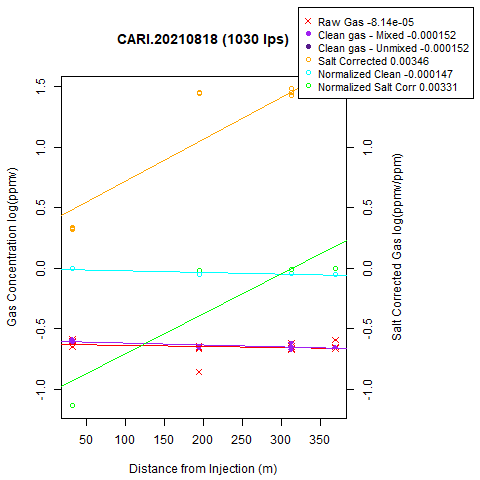 CARI.20210818 (1030 lps)
Raw Gas -8.14e-05
Clean gas - Mixed -0.000152
Clean gas - Unmixed -0.000152
Salt Corrected 0.00346
Normalized Clean -0.000147
Normalized Salt Corr 0.00331
Gas Concentration log(ppmv)
1.5
1.0
0.5
0.0
-0.5
-1.0
1.0
0.5
0.0
-0.5
-1.0
Salt Corrected Gas log(ppmv/ppm)
50 100 150 200 250 300 350
Distance from Injection (m)